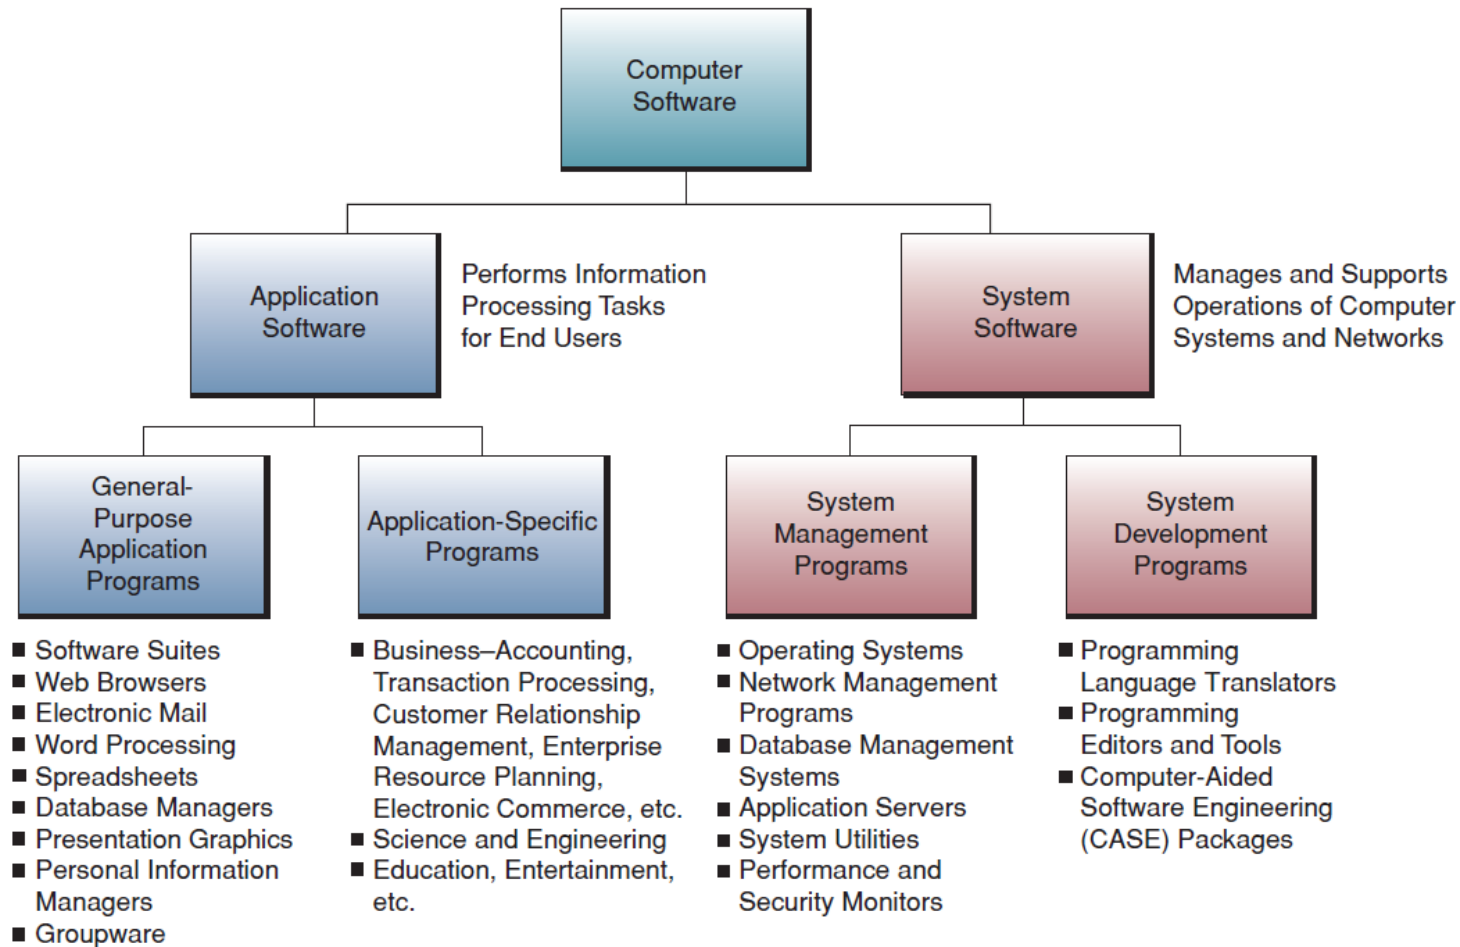 Computer
Software
Application
Software
Performs Information
Processing Tasks
for End Users
System
Software
Manages and Supports
Operations of Computer
Systems and Networks
General-
Purpose
Application
Programs
Application-Specific
Programs
System
Management
Programs
System
Development
Programs
■ Software Suites
■ Web Browsers
■ Electronic Mail
■ Word Processing
■ Spreadsheets
■ Database Managers
■ Presentation Graphics
■ Personal Information
Managers
■ Groupware
■ Business–Accounting,
Transaction Processing,
Customer Relationship
Management, Enterprise
Resource Planning,
Electronic Commerce, etc.
■ Science and Engineering
■ Education, Entertainment,
etc.
■ Operating Systems
■ Network Management
Programs
■ Database Management
Systems
■ Application Servers
■ System Utilities
■ Performance and
Security Monitors
■ Programming
Language Translators
■ Programming
Editors and Tools
■ Computer-Aided
Software Engineering
(CASE) Packages